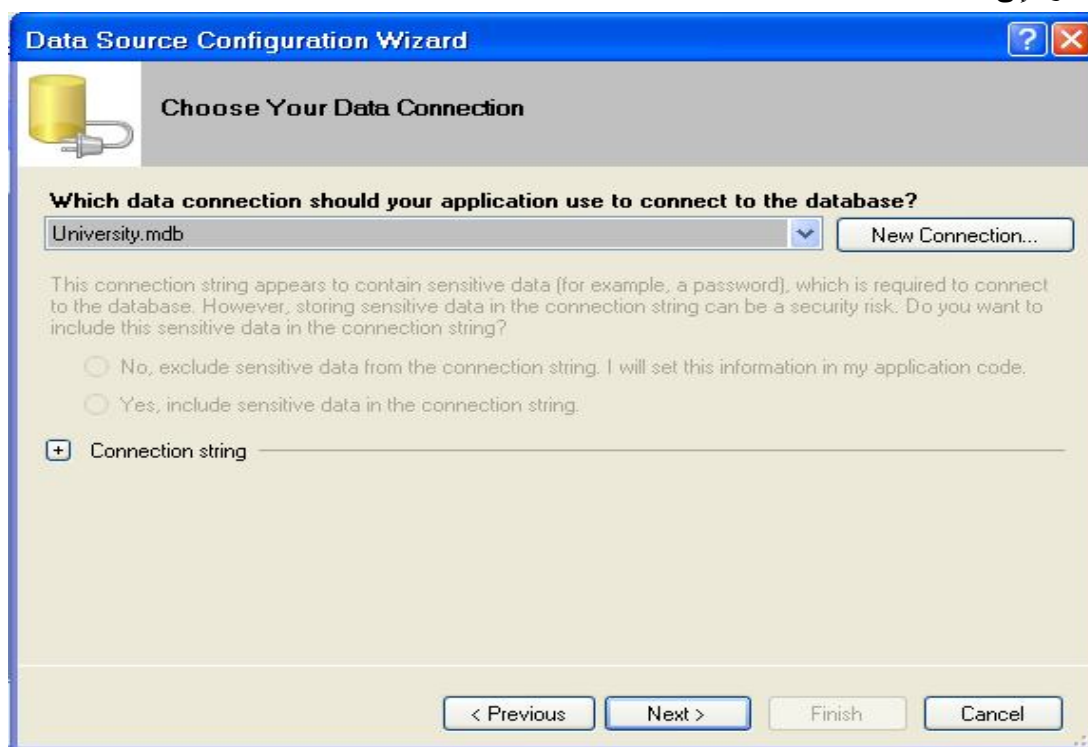 Data Source Configuration Wizard
Choose Your Data Connection
Which data connection should your application use to connect to the database?
University.mdb
New Connection...
This connection string appears to contain sensitive data (for example, a password), which is required to connect
to the database. However, storing sensitive data in the connection string can be a security risk. Do you want to
include this sensitive data in the connection string?
No, exclude sensitive data from the connection string. I will set this information in my application code.
Yes, include sensitive data in the connection string.
Connection string
< Previous
Next >
Finish
Cancel